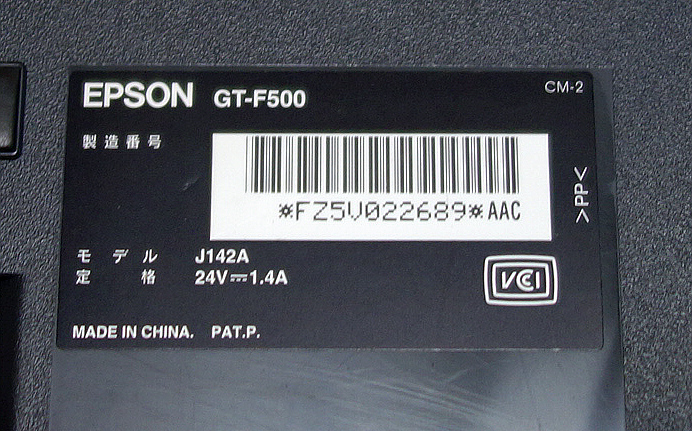 EPSON GT-F500 CM-2
製造番号
*FZ5V022689*AAC
>PP<
モデル J142A
定格 24V⎓1.4A
VCI
MADE IN CHINA. PAT.P.